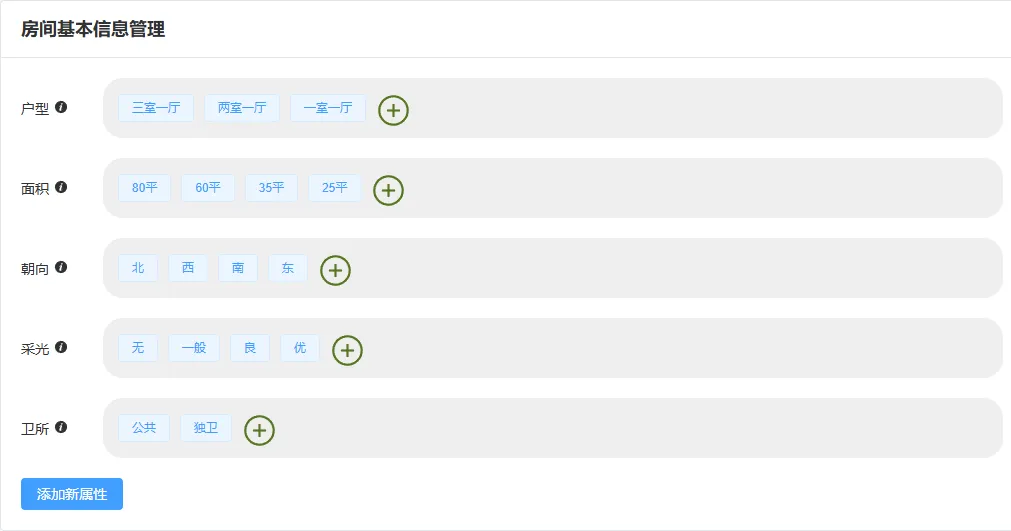 房间基本信息管理
户型 三室一厅 两室一厅 一室一厅
面积 80平 60平 35平 25平
朝向 北 西 南 东
采光 无 一般 良 优
卫所 公共 独卫
添加新属性